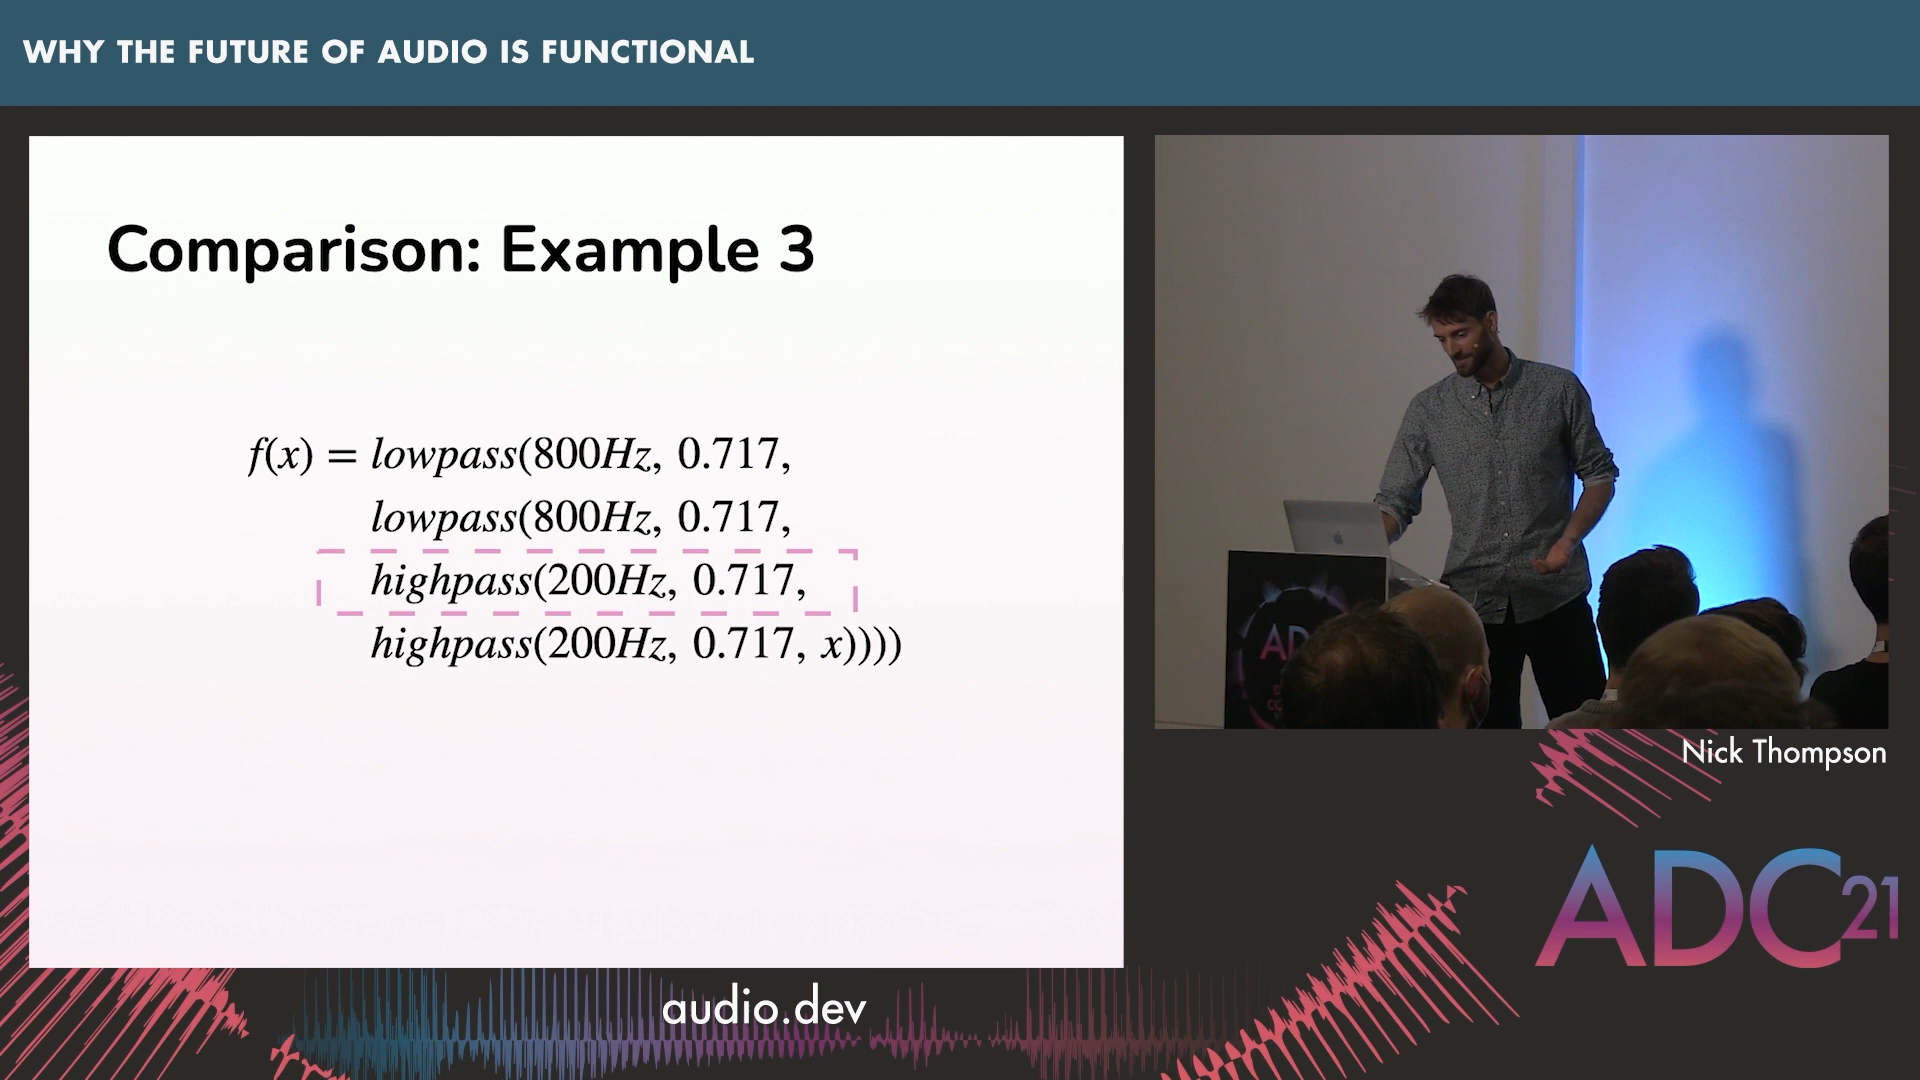 WHY THE FUTURE OF AUDIO IS FUNCTIONAL
Comparison: Example 3
f(x) = lowpass(800Hz, 0.717,
lowpass(800Hz, 0.717,
highpass(200Hz, 0.717,
highpass(200Hz, 0.717, x))))
Nick Thompson
ADC21
audio.dev